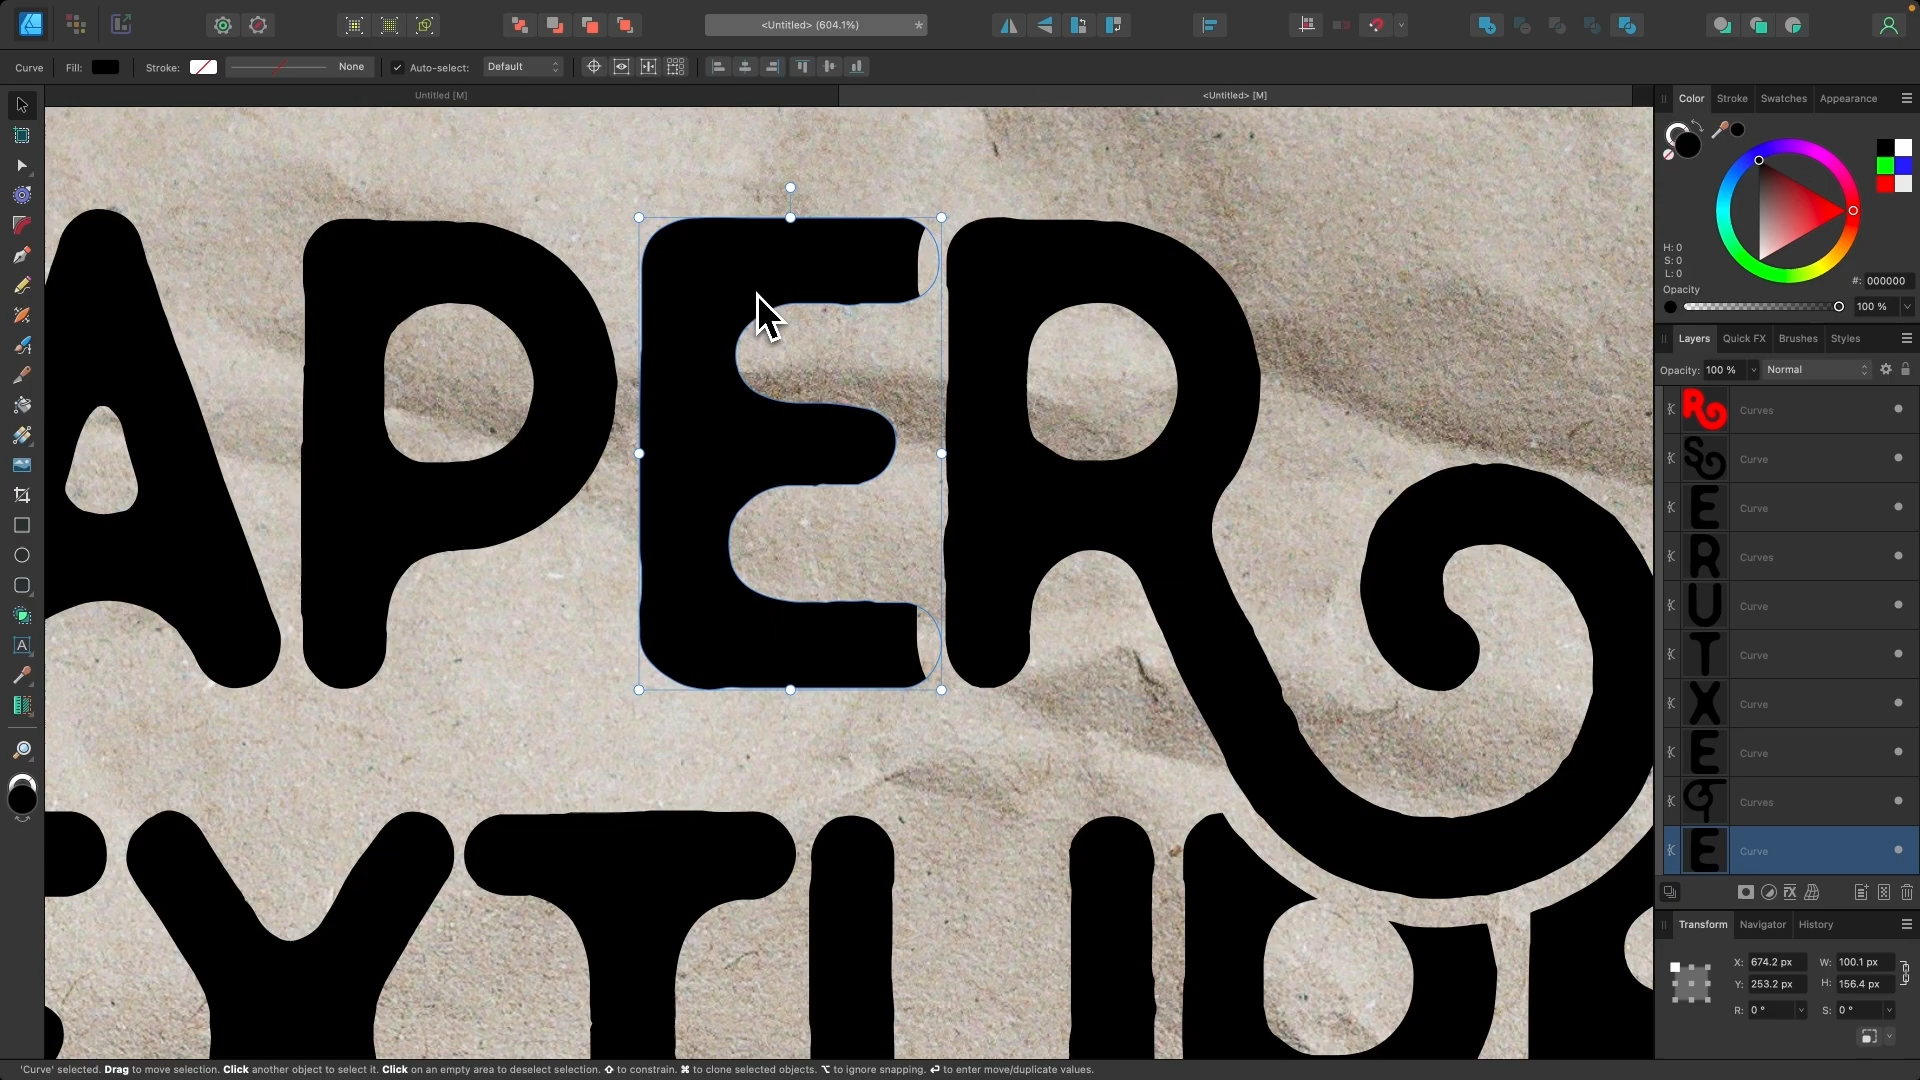 <Untitled> (604.1%)
*
Curve
Fill:
Stroke:
None
Auto-select:
Default
Untitled [M]
<Untitled> [M]
APER
Color
Stroke
Swatches
Appearance
H: 0
S: 0
L: 0
#: 000000
Opacity
100 %
Layers
Quick FX
Brushes
Styles
Opacity: 100 %
Normal
Curves
Curve
Curve
Curves
Curve
Curve
Curve
Curve
Curves
Curve
Transform
Navigator
History
X: 674.2 px
W: 100.1 px
Y: 253.2 px
H: 156.4 px
R: 0 °
S: 0 °
'Curve' selected. Drag to move selection. Click another object to select it. Click on an empty area to deselect selection. ⇧ to constrain. ⌘ to clone selected objects. ⌥ to ignore snapping. ⏎ to enter move/duplicate values.